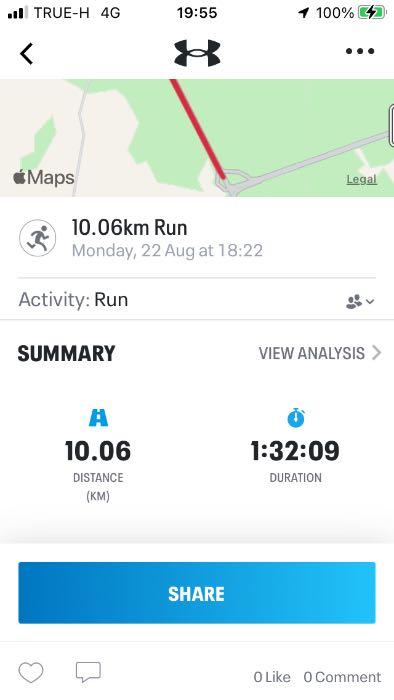 TRUE-H 4G 19:55 100%
Maps
Legal
10.06km Run
Monday, 22 Aug at 18:22
Activity: Run
SUMMARY VIEW ANALYSIS
10.06 1:32:09
DISTANCE DURATION
(KM)
SHARE
0 Like 0 Comment